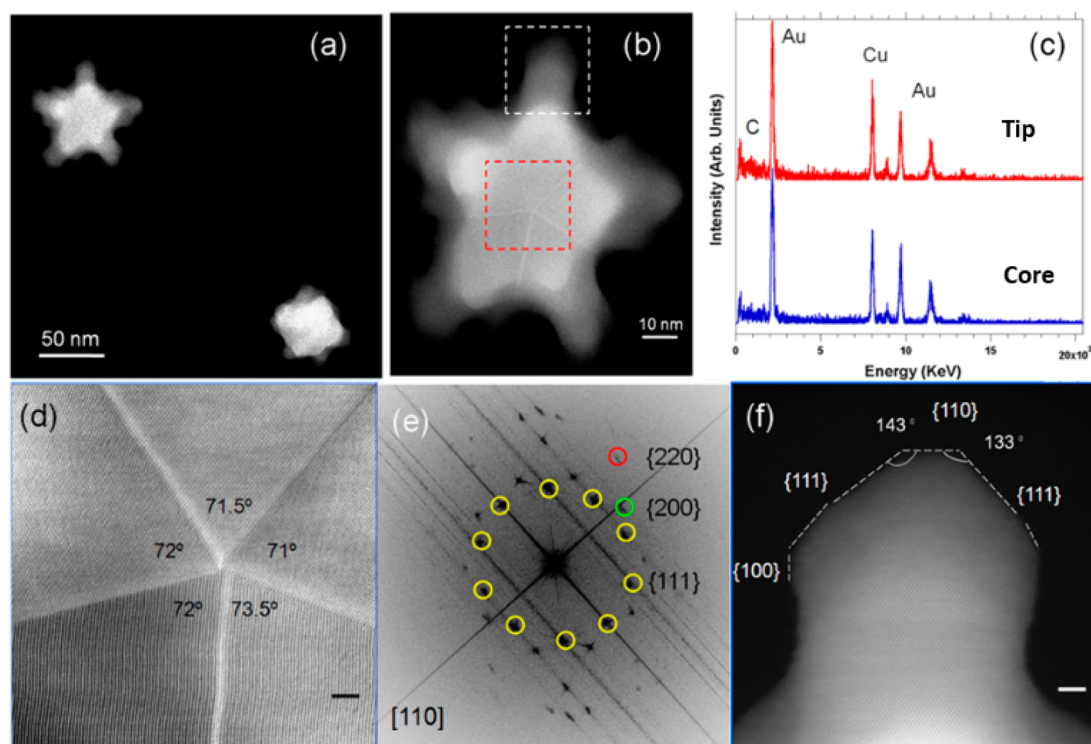 (a)
50 nm
(b)
10 nm
(c)
Au
Cu
Au
C
Tip
Core
Intensity (Arb. Units)
0
5
10
15
20x10³
Energy (KeV)
(d)
71.5°
72°
71°
72°
73.5°
(e)
{220}
{200}
{111}
[110]
(f)
{110}
143°
133°
{111}
{111}
{100}